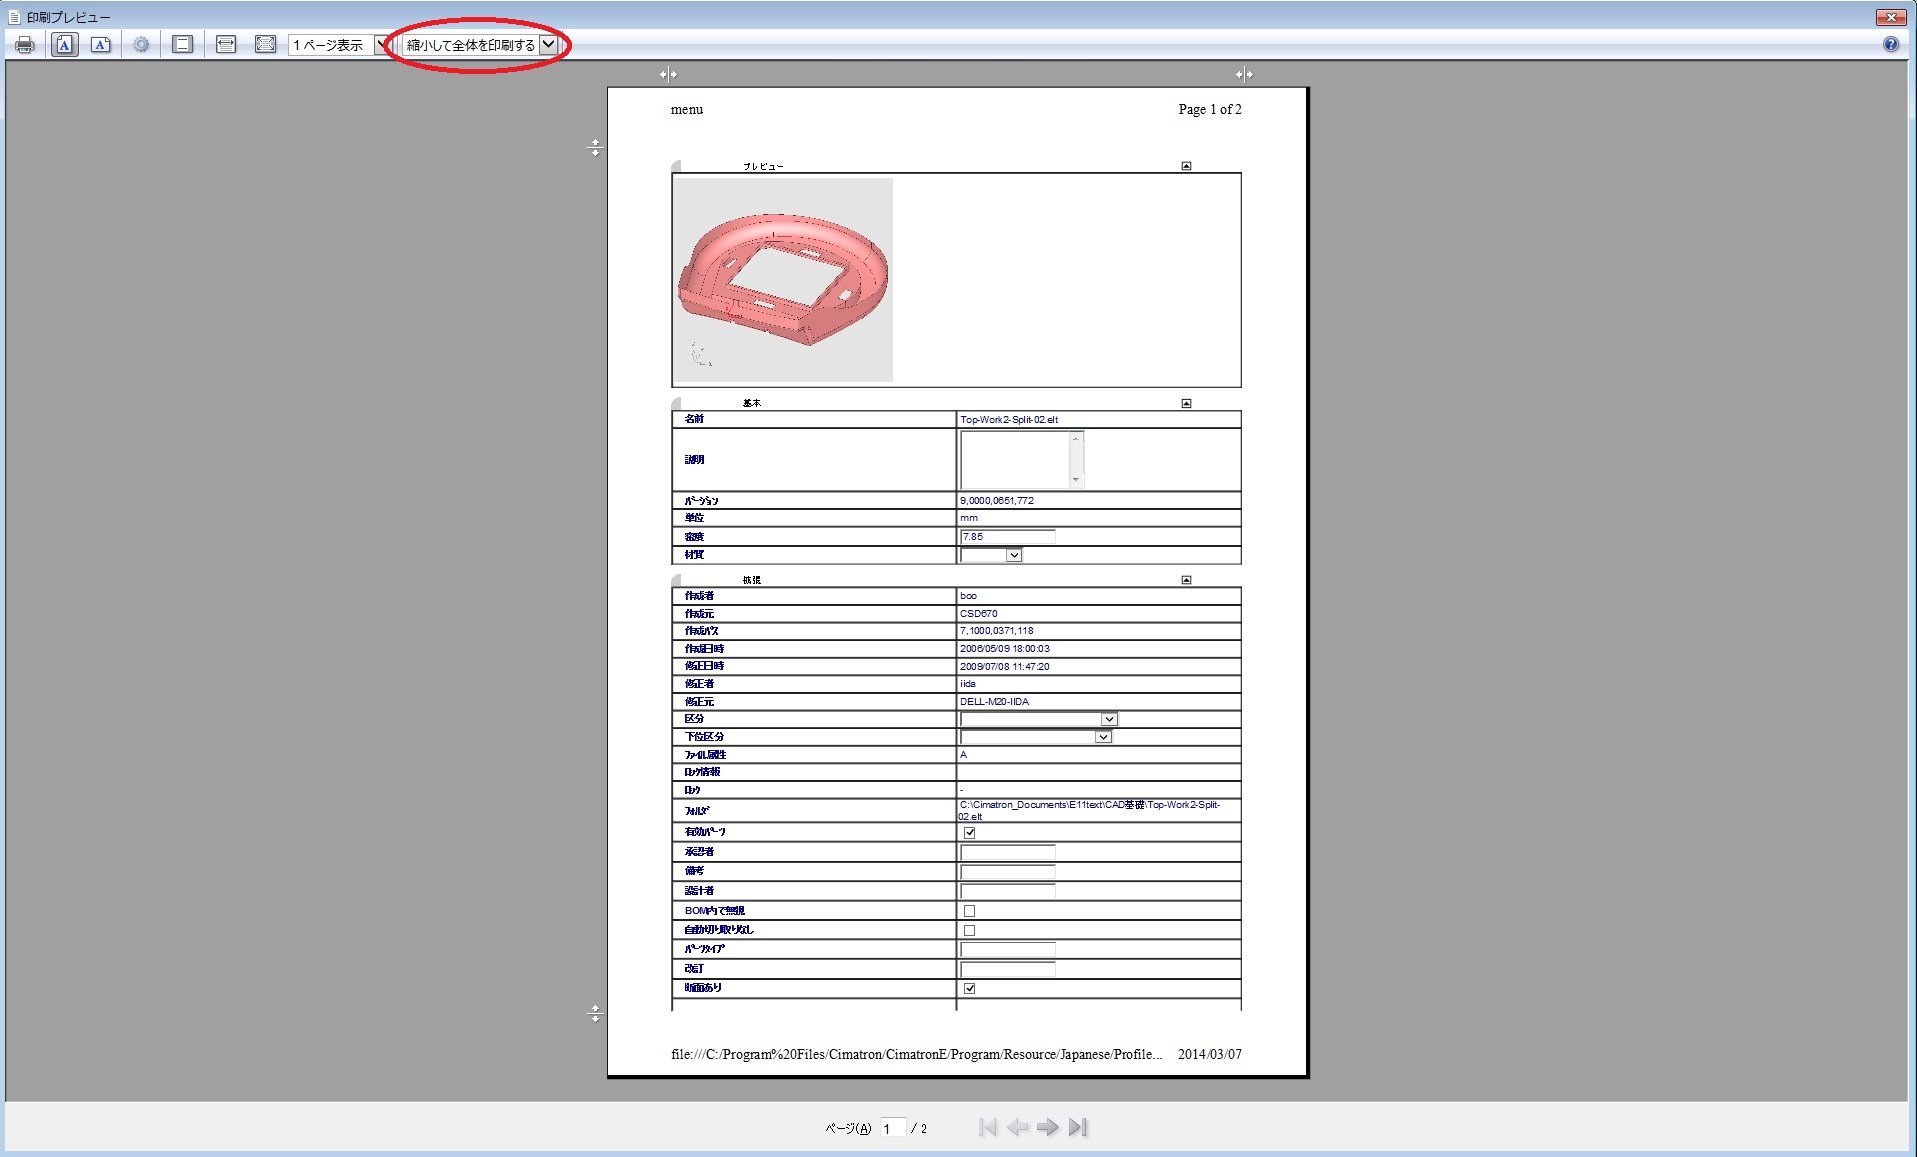 印刷プレビュー
1 ページ表示
縮小して全体を印刷する
menu
Page 1 of 2
プレビュー
基本
名前 Top-Work2-Split-02.elt
説明
バージョン 9,0000,0651,772
単位 mm
密度 7.85
材質
拡張
作成者 boo
作成元 CSD670
作成パス 7,1000,0371,118
作成日時 2006/05/09 18:00:03
修正日時 2009/07/08 11:47:20
修正者 iida
修正元 DELL-M20-IIDA
区分
下位区分
ファイル属性 A
ロック情報
ロック -
フォルダ C:\Cimatron_Documents\E11text\CAD基礎\Top-Work2-Split-
02.elt
有効パーツ
承認者
備考
設計者
BOM内で無視
自動切り取りなし
パーツタイプ
改訂
断面あり
file:///C:/Program%20Files/Cimatron/CimatronE/Program/Resource/Japanese/Profile...
2014/03/07
ページ(A) 1 / 2